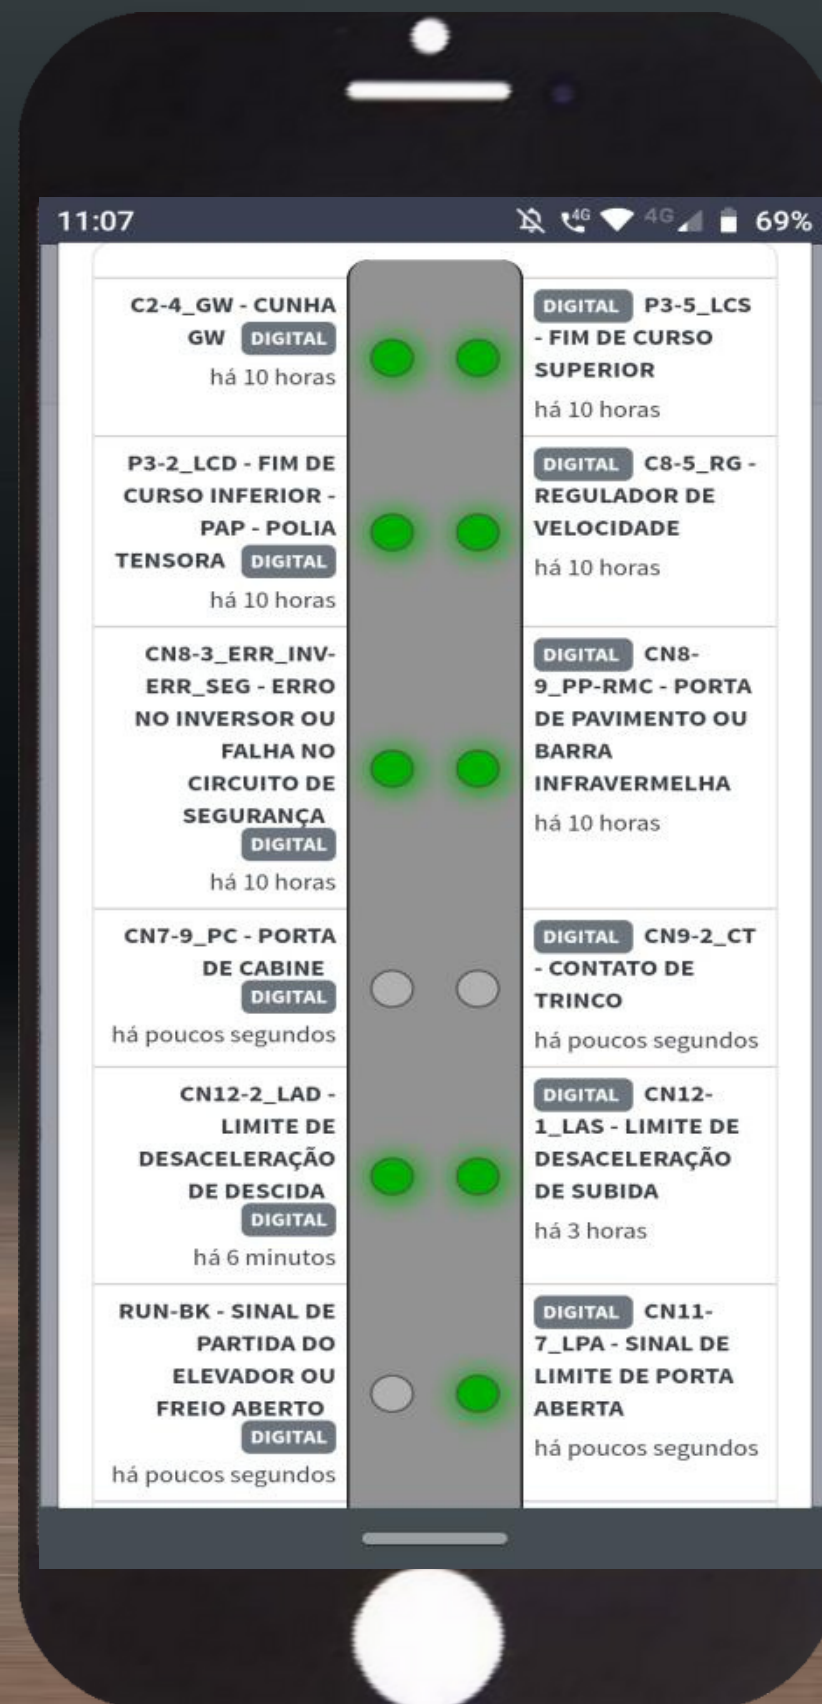 11:07
4G 4G 69%
C2-4_GW - CUNHA
GW DIGITAL
há 10 horas
DIGITAL P3-5_LCS
- FIM DE CURSO
SUPERIOR
há 10 horas
P3-2_LCD - FIM DE
CURSO INFERIOR -
PAP - POLIA
TENSORA DIGITAL
há 10 horas
DIGITAL C8-5_RG -
REGULADOR DE
VELOCIDADE
há 10 horas
CN8-3_ERR_INV-
ERR_SEG - ERRO
NO INVERSOR OU
FALHA NO
CIRCUITO DE
SEGURANÇA
DIGITAL
há 10 horas
DIGITAL CN8-
9_PP-RMC - PORTA
DE PAVIMENTO OU
BARRA
INFRAVERMELHA
há 10 horas
CN7-9_PC - PORTA
DE CABINE
DIGITAL
há poucos segundos
DIGITAL CN9-2_CT
- CONTATO DE
TRINCO
há poucos segundos
CN12-2_LAD -
LIMITE DE
DESACELERAÇÃO
DE DESCIDA
DIGITAL
há 6 minutos
DIGITAL CN12-
1_LAS - LIMITE DE
DESACELERAÇÃO
DE SUBIDA
há 3 horas
RUN-BK - SINAL DE
PARTIDA DO
ELEVADOR OU
FREIO ABERTO
DIGITAL
há poucos segundos
DIGITAL CN11-
7_LPA - SINAL DE
LIMITE DE PORTA
ABERTA
há poucos segundos